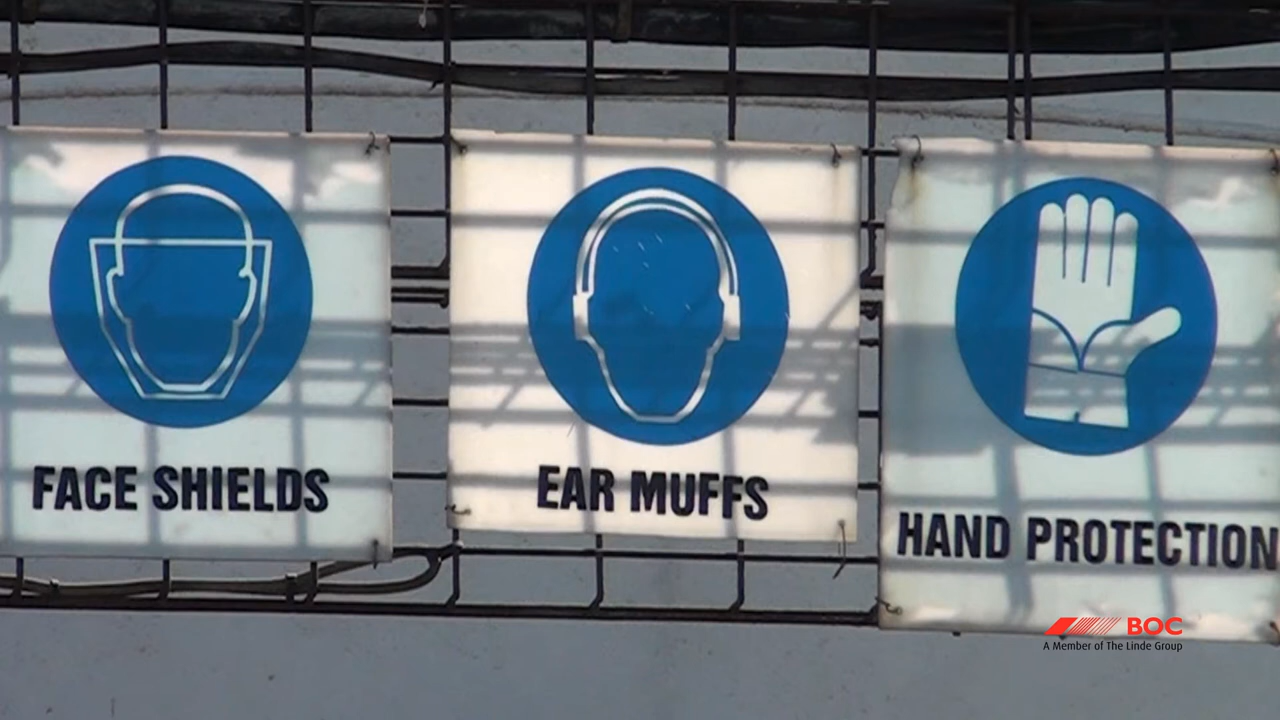 FACE SHIELDS
EAR MUFFS
HAND PROTECTION
BOC
A Member of The Linde Group